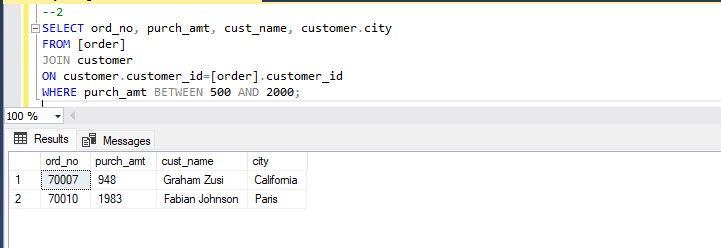 --2
SELECT ord_no, purch_amt, cust_name, customer.city
FROM [order]
JOIN customer
ON customer.customer_id=[order].customer_id
WHERE purch_amt BETWEEN 500 AND 2000;
100 %
Results Messages
ord_no purch_amt cust_name city
1 70007 948 Graham Zusi California
2 70010 1983 Fabian Johnson Paris